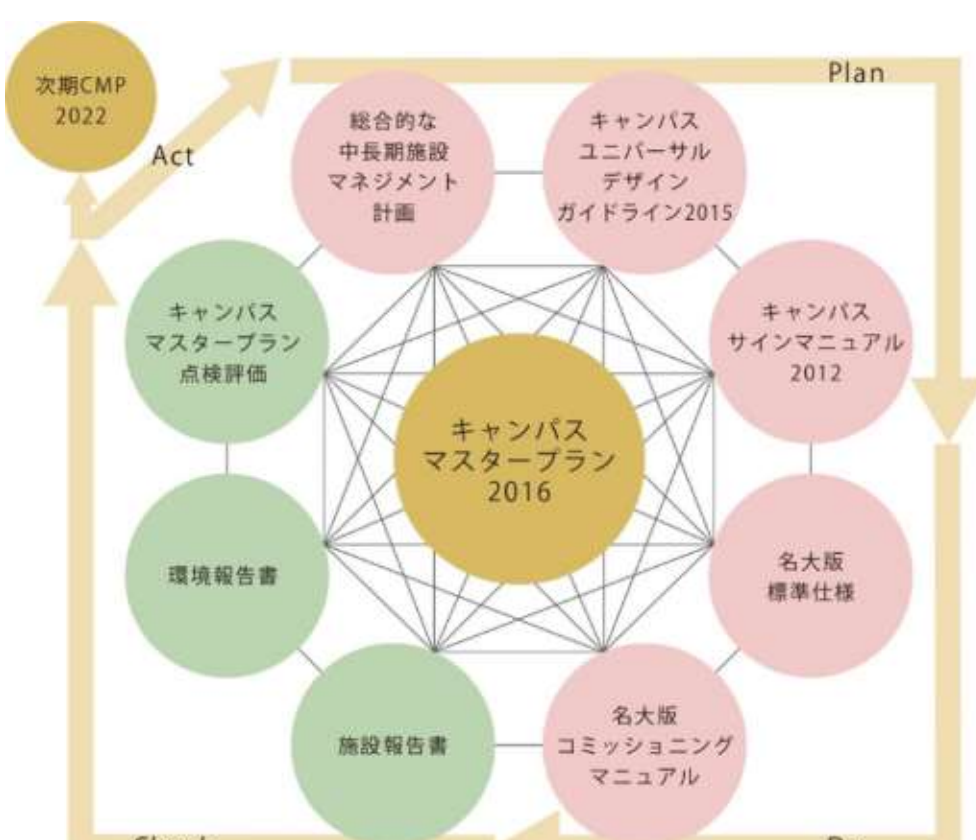 次期CMP
2022
Act
Plan
総合的な
中長期施設
マネジメント
計画
キャンパス
ユニバーサル
デザイン
ガイドライン2015
キャンパス
マスタープラン
点検評価
キャンパス
サインマニュアル
2012
キャンパス
マスタープラン
2016
環境報告書
名大版
標準仕様
施設報告書
名大版
コミッショニング
マニュアル